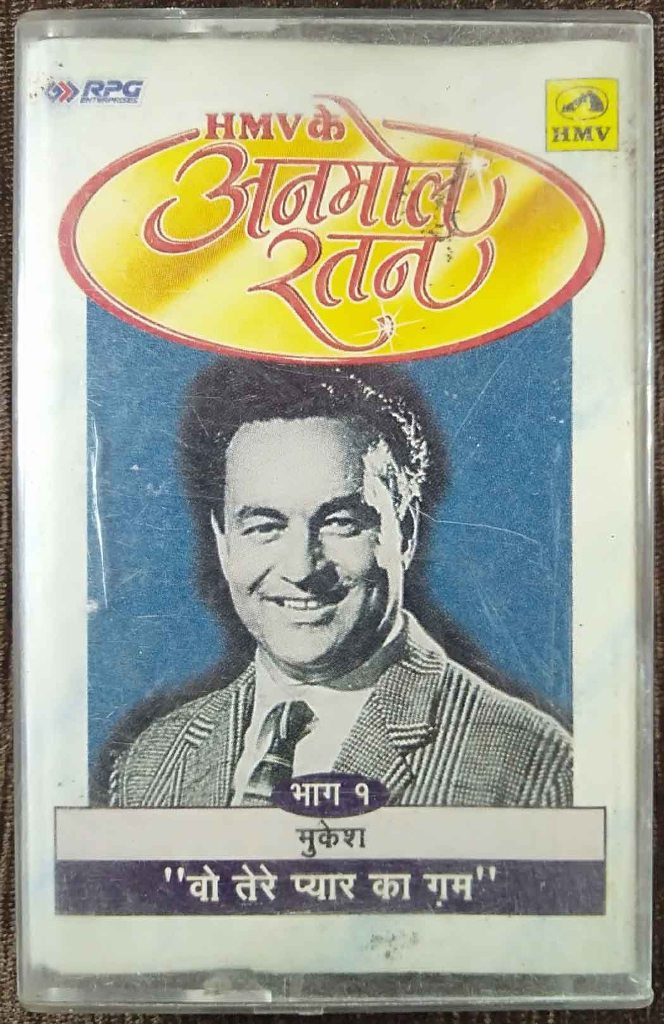 RPG
ENTERPRISES
HMV
HMV के
अनमोल
रतन
भाग १
मुकेश
"वो तेरे प्यार का ग़म"